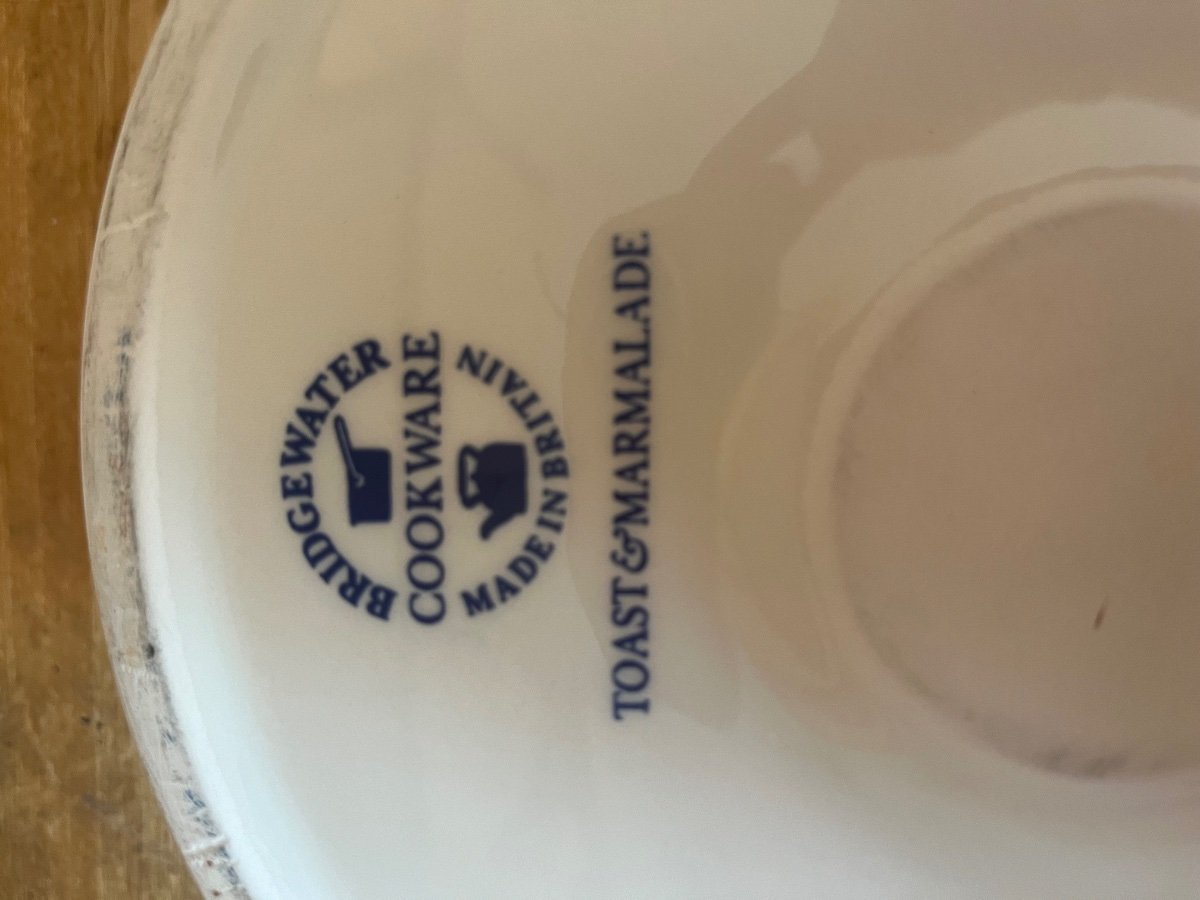 BRIDGEWATER
COOKWARE
MADE IN BRITAIN
TOAST & MARMALADE